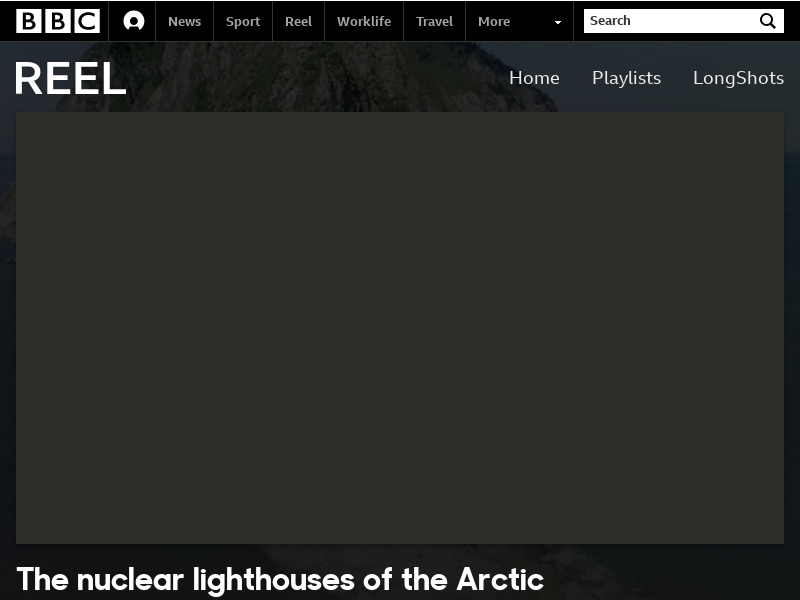 BBC
News
Sport
Reel
Worklife
Travel
More
Search
REEL
Home
Playlists
LongShots
The nuclear lighthouses of the Arctic